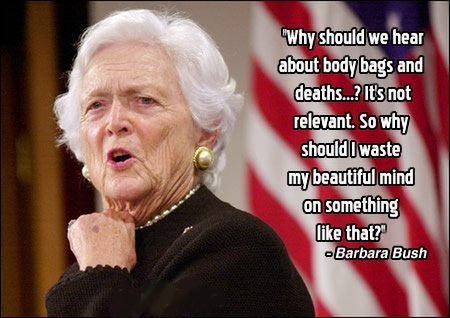 "Why should we hear
about body bags and
deaths...? It's not
relevant. So why
should I waste
my beautiful mind
on something
like that?"
- Barbara Bush